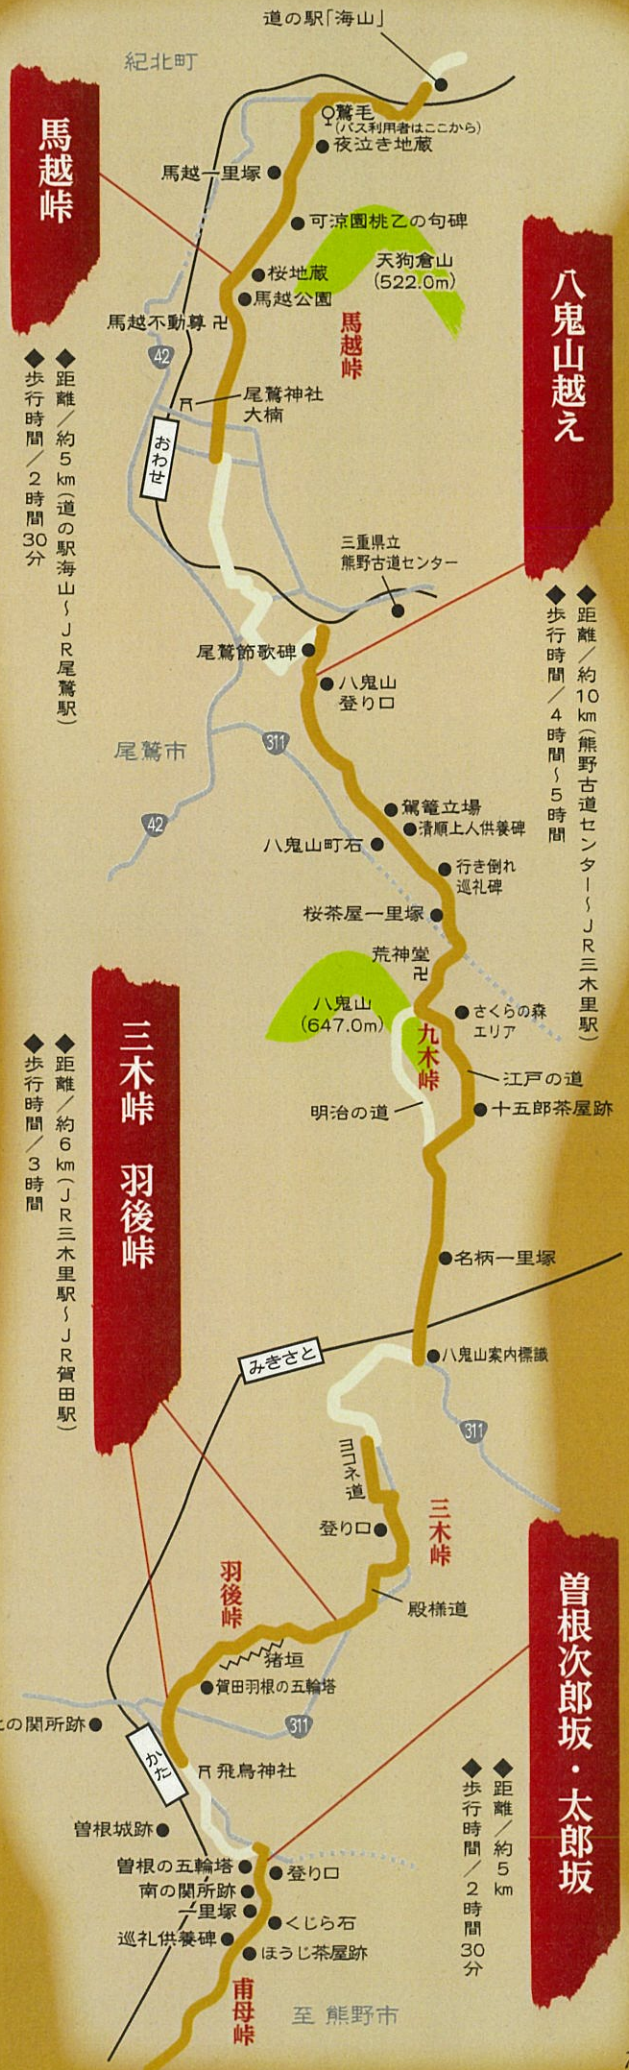 道の駅「海山」
紀北町
鷲毛
(バス利用者はここから)
夜泣き地蔵
馬越峠
馬越一里塚
可涼園桃乙の句碑
天狗倉山
(522.0m)
桜地蔵
馬越公園
馬越不動尊 卍
馬越峠
八鬼山越え
42
◆距離/約5km(道の駅海山~JR尾鷲駅)
◆歩行時間/2時間30分
尾鷲神社
大楠
おわせ
三重県立
熊野古道センター
◆距離/約10km(熊野古道センター~JR三木里駅)
◆歩行時間/4時間~5時間
尾鷲節歌碑
八鬼山
登り口
尾鷲市
311
42
駕籠立場
清順上人供養碑
八鬼山町石
行き倒れ
巡礼碑
桜茶屋一里塚
荒神堂
卍
八鬼山
(647.0m)
さくらの森
エリア
九木峠
江戸の道
明治の道
十五郎茶屋跡
三木峠 羽後峠
◆距離/約6km(JR三木里駅~JR賀田駅)
◆歩行時間/3時間
名柄一里塚
みきさと
八鬼山案内標識
311
ヨコネ道
登り口
三木峠
羽後峠
殿様道
猪垣
賀田羽根の五輪塔
曽根次郎坂・太郎坂
の関所跡
311
かた
飛鳥神社
◆距離/約5km
◆歩行時間/2時間30分
曽根城跡
曽根の五輪塔
登り口
南の関所跡
一里塚
くじら石
巡礼供養碑
ほうじ茶屋跡
甫母峠
至 熊野市